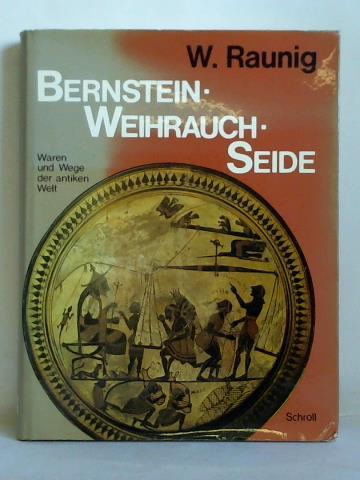 W. Raunig
BERNSTEIN·
WEIHRAUCH·
SEIDE
Waren
und Wege
der antiken
Welt
Schroll